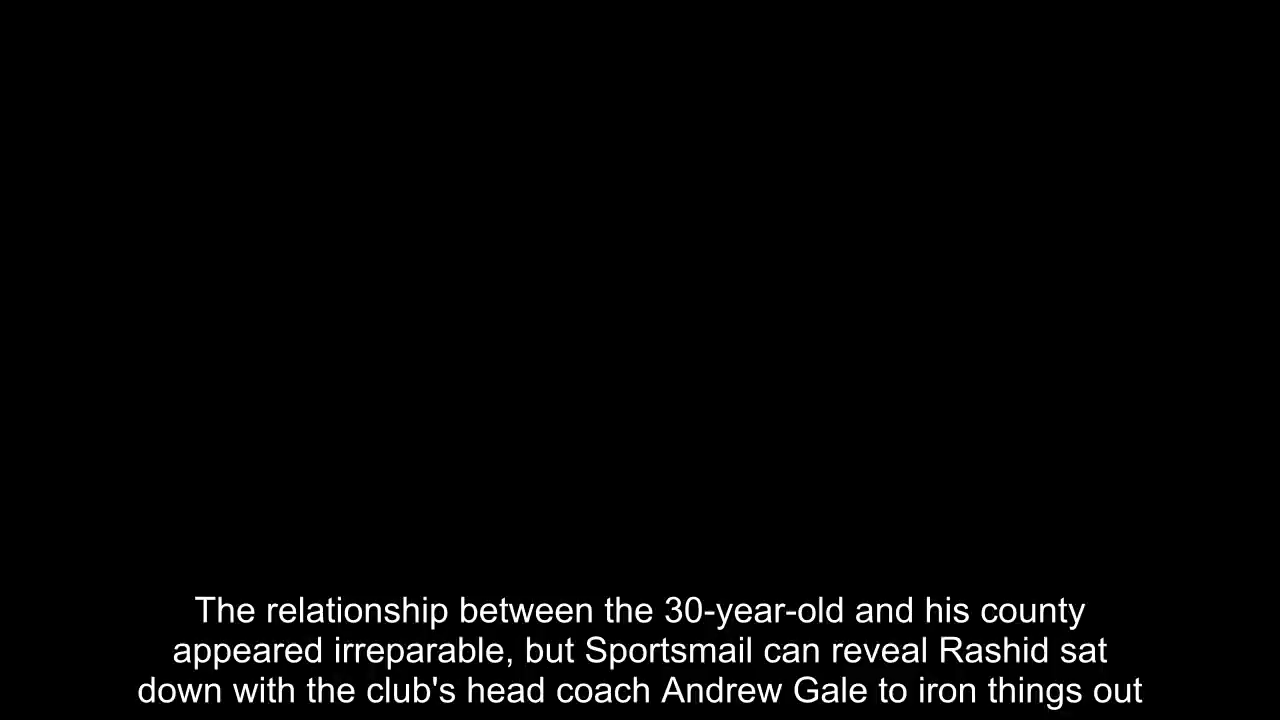 The relationship between the 30-year-old and his county
appeared irreparable, but Sportsmail can reveal Rashid sat
down with the club's head coach Andrew Gale to iron things out